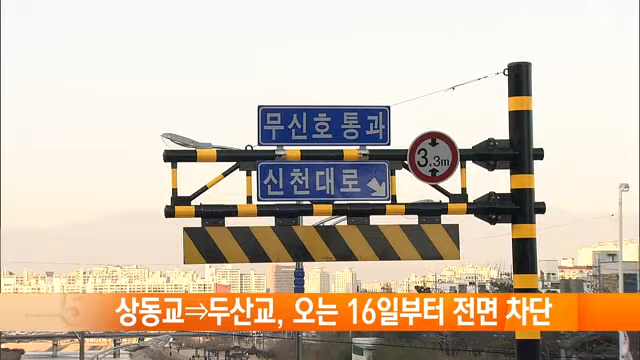 무신호 통과
3.3m
신천대로
상동교⇒두산교, 오는 16일부터 전면 차단